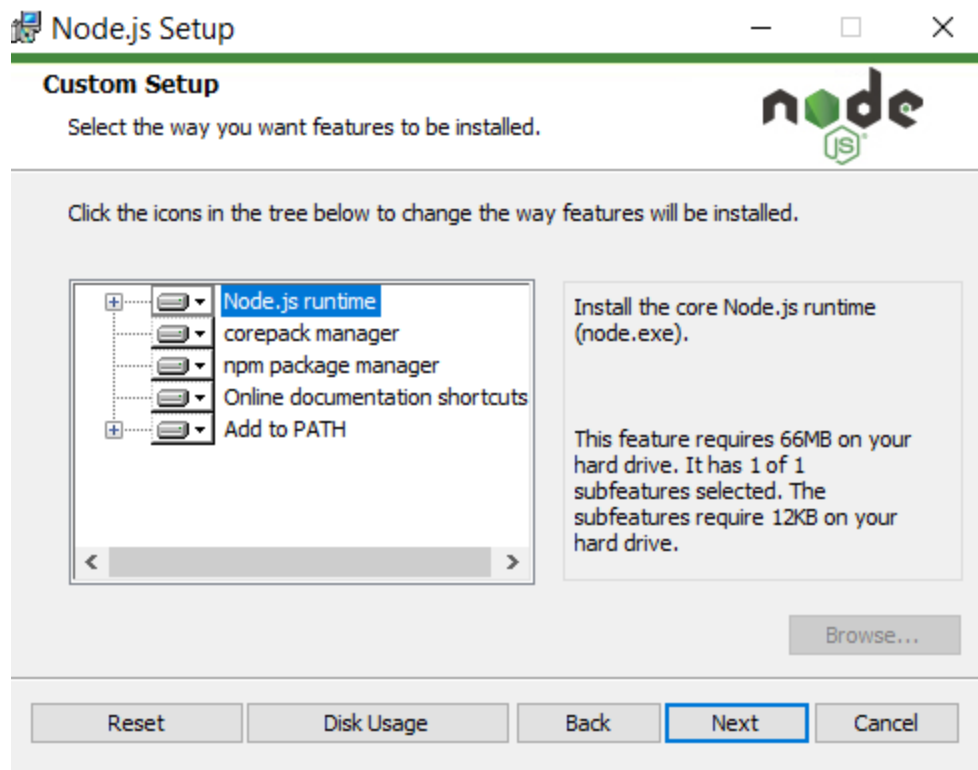 Node.js Setup
Custom Setup
Select the way you want features to be installed.
node
JS
Click the icons in the tree below to change the way features will be installed.
Node.js runtime
corepack manager
npm package manager
Online documentation shortcuts
Add to PATH
Install the core Node.js runtime
(node.exe).
This feature requires 66MB on your
hard drive. It has 1 of 1
subfeatures selected. The
subfeatures require 12KB on your
hard drive.
Browse...
Reset
Disk Usage
Back
Next
Cancel